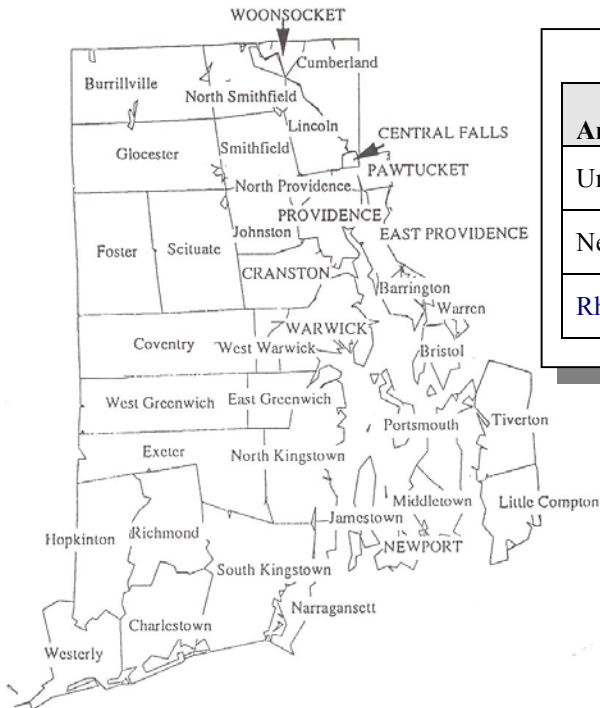 WOONSOCKET
Cumberland
Burrillville
North Smithfield
Lincoln
CENTRAL FALLS
Glocester
Smithfield
PAWTUCKET
North Providence
PROVIDENCE
Johnston
EAST PROVIDENCE
Foster
Scituate
CRANSTON
Barrington
Warren
WARWICK
Coventry
West Warwick
Bristol
West Greenwich
East Greenwich
Portsmouth
Tiverton
Exeter
North Kingstown
Middletown
Little Compton
Jamestown
Hopkinton
Richmond
NEWPORT
South Kingstown
Narragansett
Charlestown
Westerly